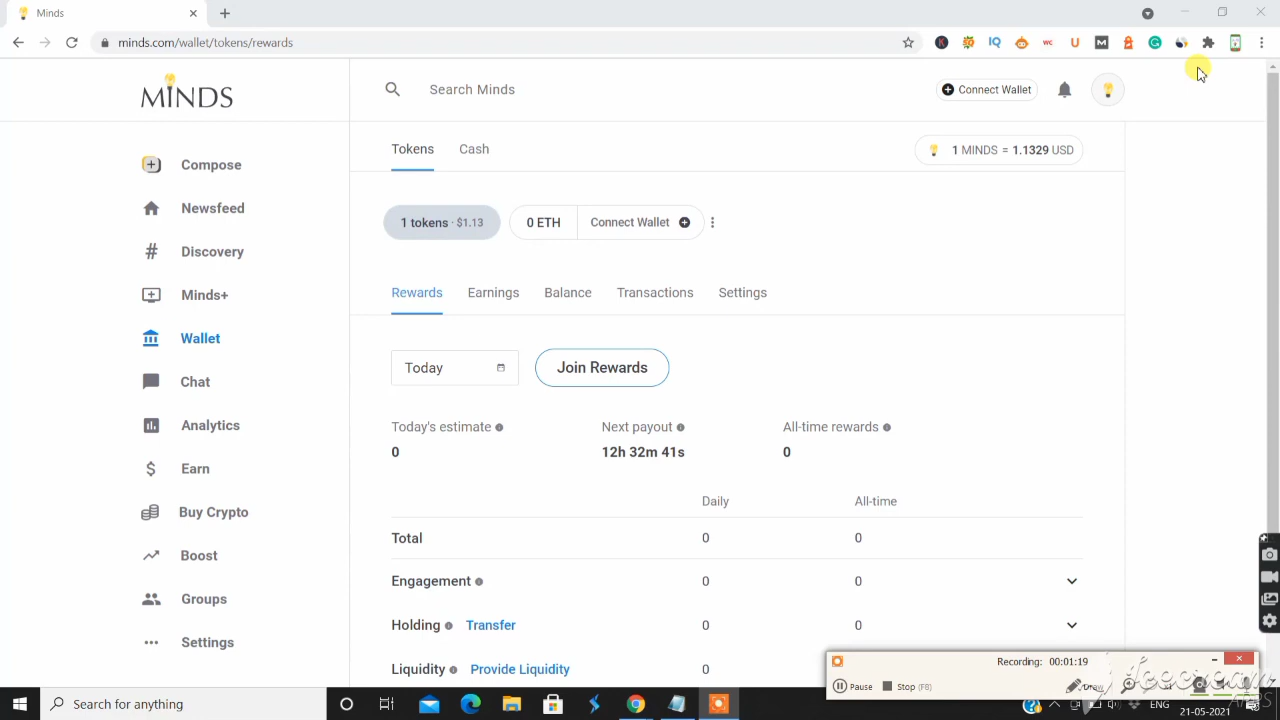 Minds
minds.com/wallet/tokens/rewards
MINDS
Search Minds
Connect Wallet
Compose
Newsfeed
Discovery
Minds+
Wallet
Chat
Analytics
Earn
Buy Crypto
Boost
Groups
Settings
Tokens Cash
1 MINDS = 1.1329 USD
1 tokens · $1.13
0 ETH
Connect Wallet
Rewards Earnings Balance Transactions Settings
Today
Join Rewards
Today's estimate Next payout All-time rewards
0 12h 32m 41s 0
Daily All-time
Total 0 0
Engagement 0 0
Holding Transfer 0 0
Liquidity Provide Liquidity 0
Recording: 00:01:19
Pause Stop (F8) Draw
Search for anything
ENG
21-05-2021